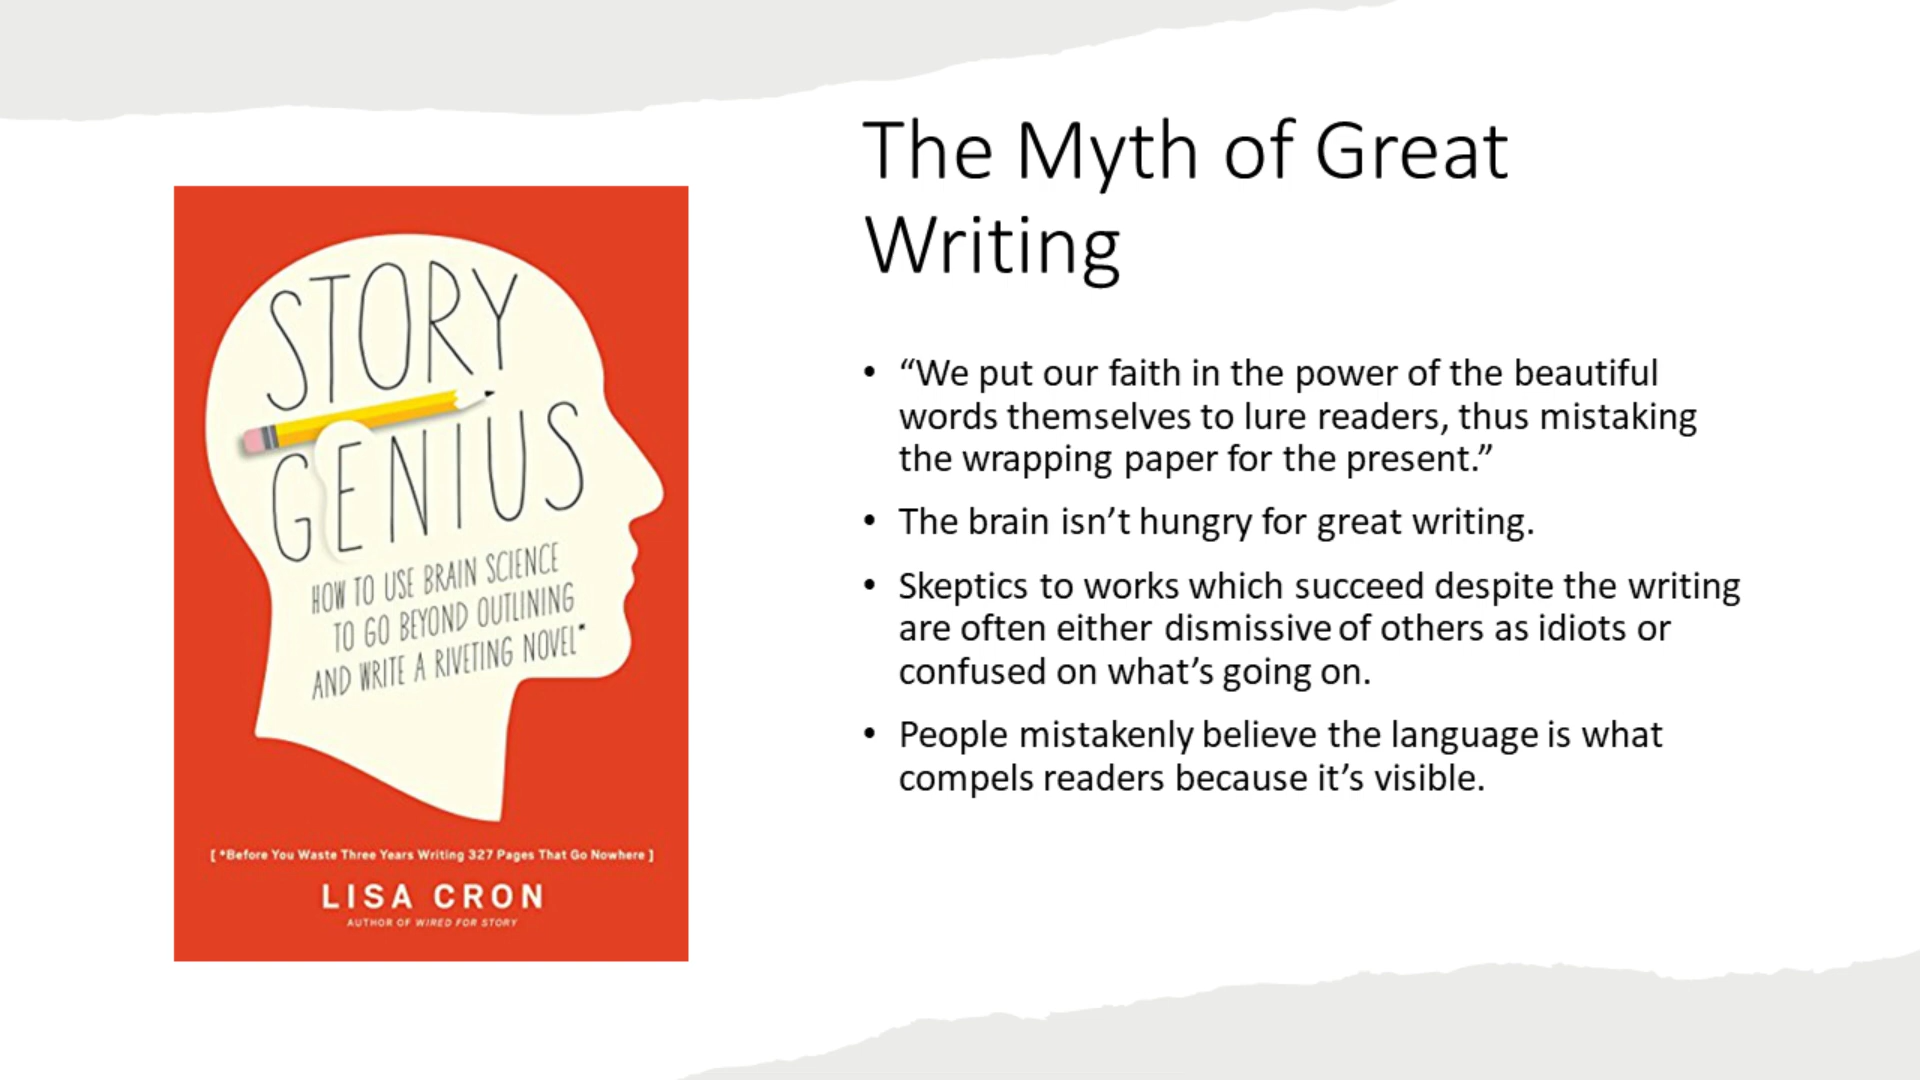 STORY
GENIUS
HOW TO USE BRAIN SCIENCE
TO GO BEYOND OUTLINING
AND WRITE A RIVETING NOVEL*
[ *Before You Waste Three Years Writing 327 Pages That Go Nowhere ]
LISA CRON
AUTHOR OF WIRED FOR STORY
The Myth of Great
Writing
• “We put our faith in the power of the beautiful
words themselves to lure readers, thus mistaking
the wrapping paper for the present.”
• The brain isn’t hungry for great writing.
• Skeptics to works which succeed despite the writing
are often either dismissive of others as idiots or
confused on what’s going on.
• People mistakenly believe the language is what
compels readers because it’s visible.